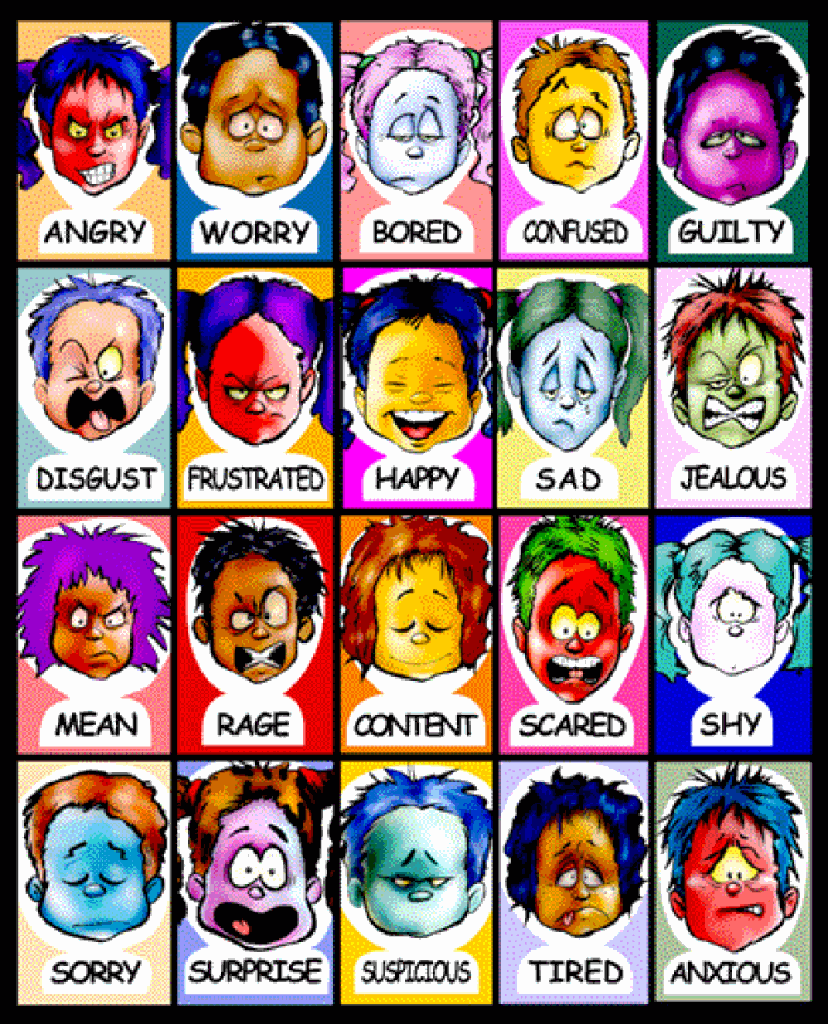 ANGRY WORRY BORED CONFUSED GUILTY
DISGUST FRUSTRATED HAPPY SAD JEALOUS
MEAN RAGE CONTENT SCARED SHY
SORRY SURPRISE SUSPICIOUS TIRED ANXIOUS